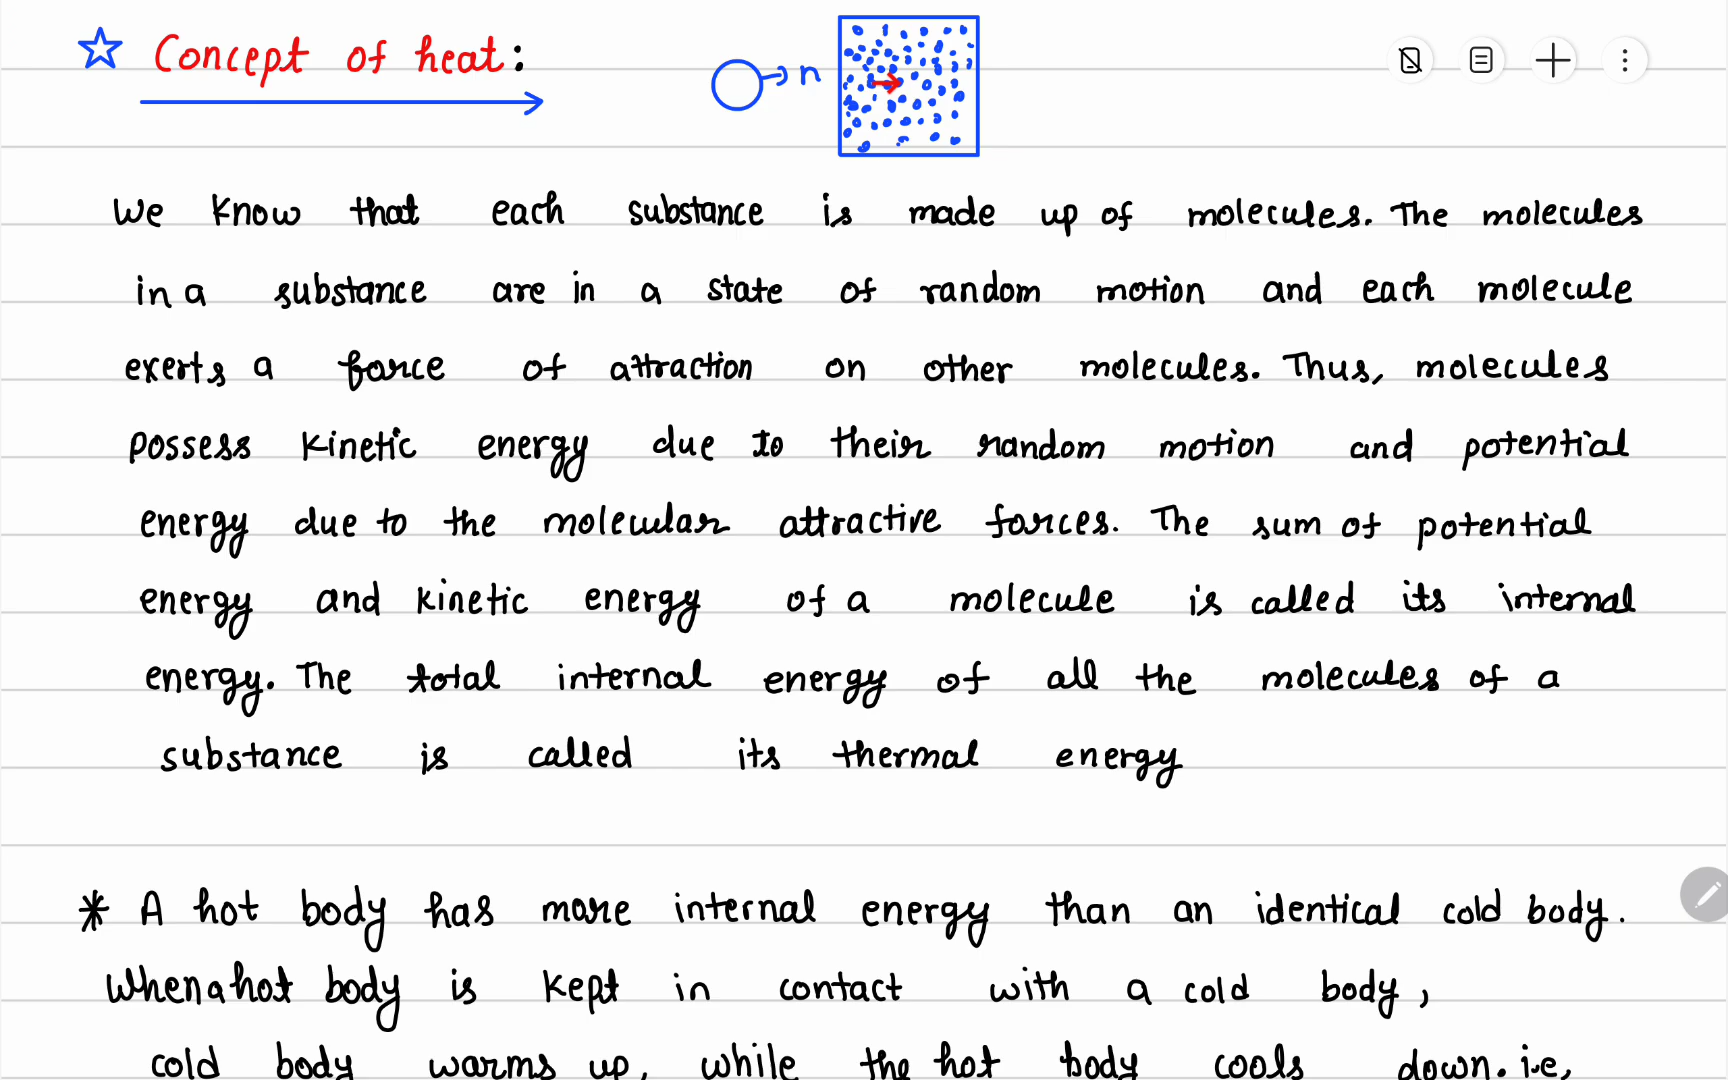 ☆ Concept of heat:
n
We know that each substance is made up of molecules. The molecules
in a substance are in a state of random motion and each molecule
exerts a force of attraction on other molecules. Thus, molecules
possess kinetic energy due to their random motion and potential
energy due to the molecular attractive forces. The sum of potential
energy and kinetic energy of a molecule is called its internal
energy. The total internal energy of all the molecules of a
substance is called its thermal energy
* A hot body has more internal energy than an identical cold body.
When a hot body is kept in contact with a cold body,
cold body warms up, while the hot body cools down. i.e,